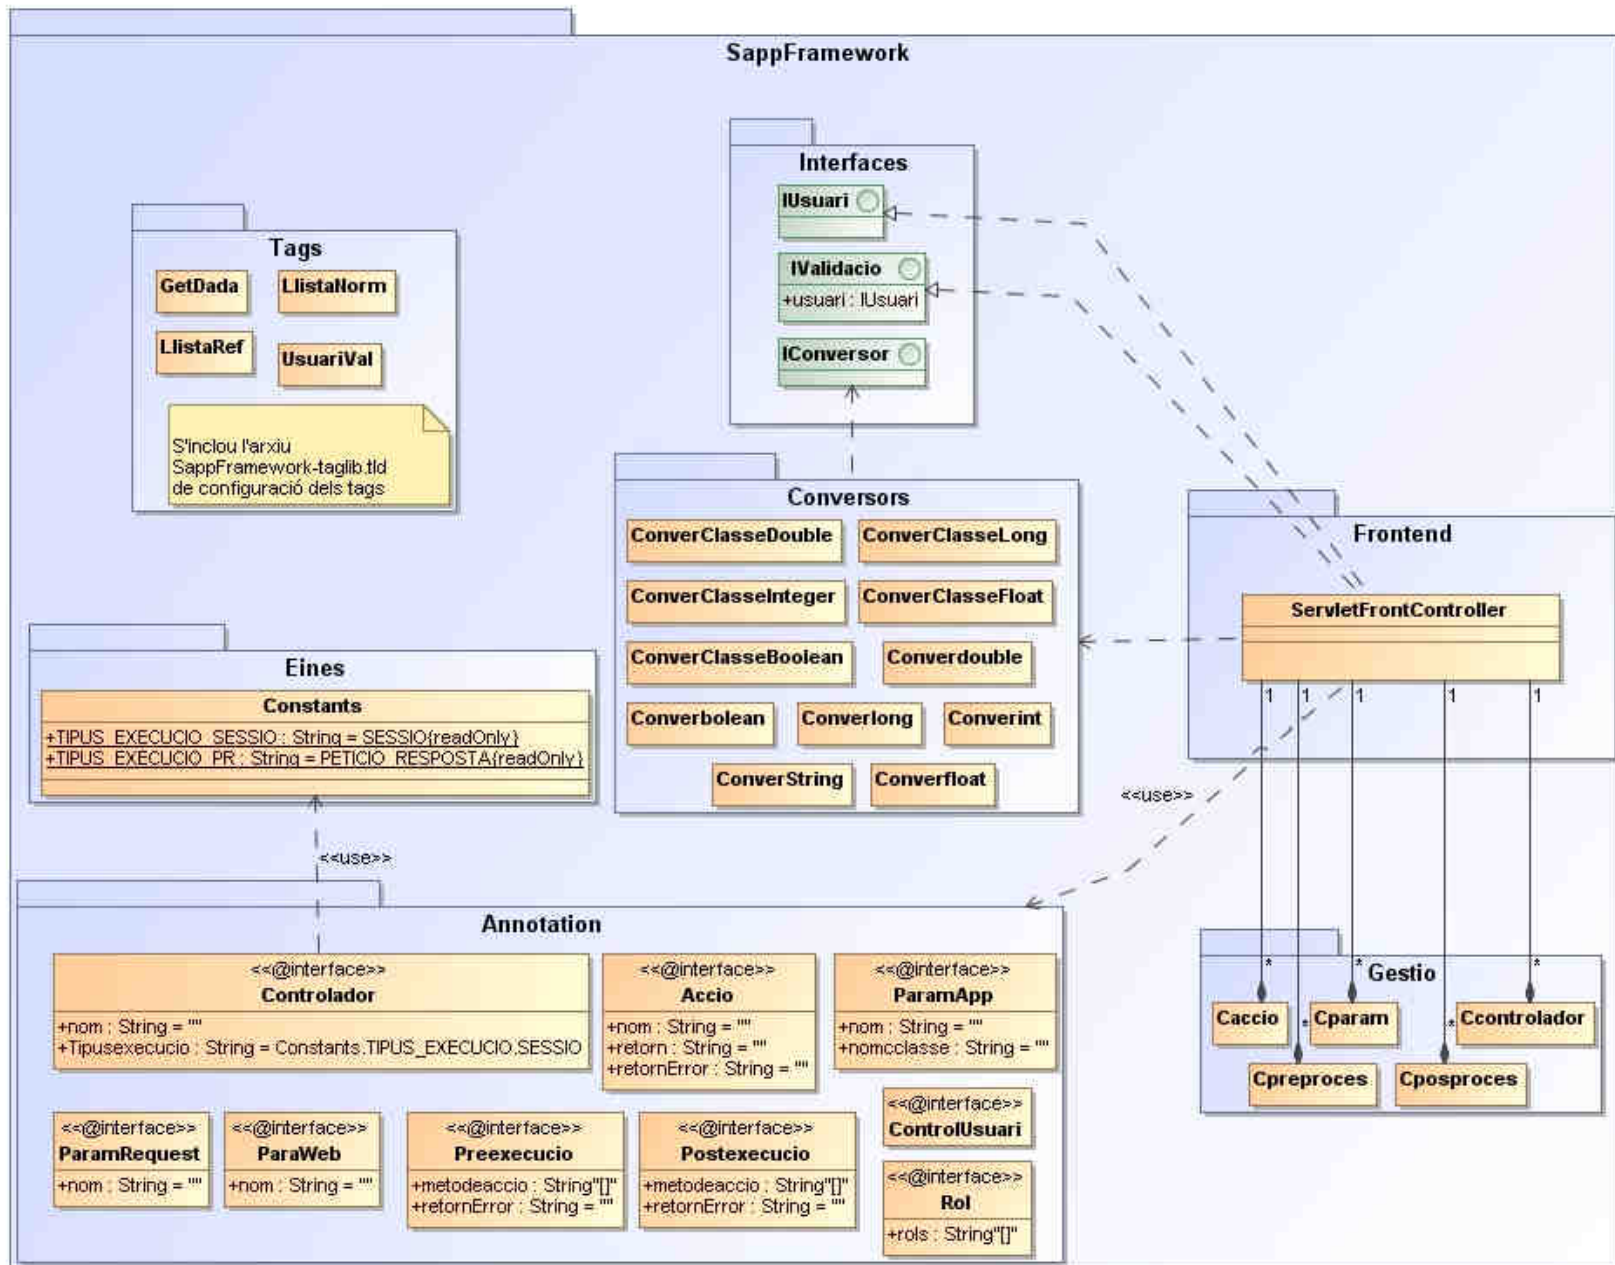 SappFramework
Interfaces
IUsuari
IValidacio
+usuari : IUsuari
IConversor
Tags
GetDada
LlistaNorm
LlistaRef
UsuariVal
S'inclou l'arxiu
SappFramework-taglib.tld
de configuració dels tags
Conversors
ConverClasseDouble
ConverClasseLong
ConverClasseInteger
ConverClasseFloat
ConverClasseBoolean
Converdouble
Converbolean
Converlong
Converint
ConverString
Converfloat
Frontend
ServletFrontController
1
1
1
1
1
Eines
Constants
+TIPUS_EXECUCIO_SESSIO : String = SESSIO{readOnly}
+TIPUS_EXECUCIO_PR : String = PETICIO_RESPOSTA{readOnly}
<<use>>
<<use>>
Annotation
<<@interface>>
Controlador
+nom : String = ""
+Tipusexecucio : String = Constants.TIPUS_EXECUCIO.SESSIO
<<@interface>>
Accio
+nom : String = ""
+retorn : String = ""
+retornError : String = ""
<<@interface>>
ParamApp
+nom : String = ""
+nomcclasse : String = ""
<<@interface>>
ParamRequest
+nom : String = ""
<<@interface>>
ParaWeb
+nom : String = ""
<<@interface>>
Preexecucio
+metodeaccio : String"[]"
+retornError : String = ""
<<@interface>>
Postexecucio
+metodeaccio : String"[]"
+retornError : String = ""
<<@interface>>
ControlUsuari
<<@interface>>
Rol
+rols : String"[]"
Gestio
*
*
*
*
*
Caccio
Cparam
Ccontrolador
Cpreproces
Cposproces